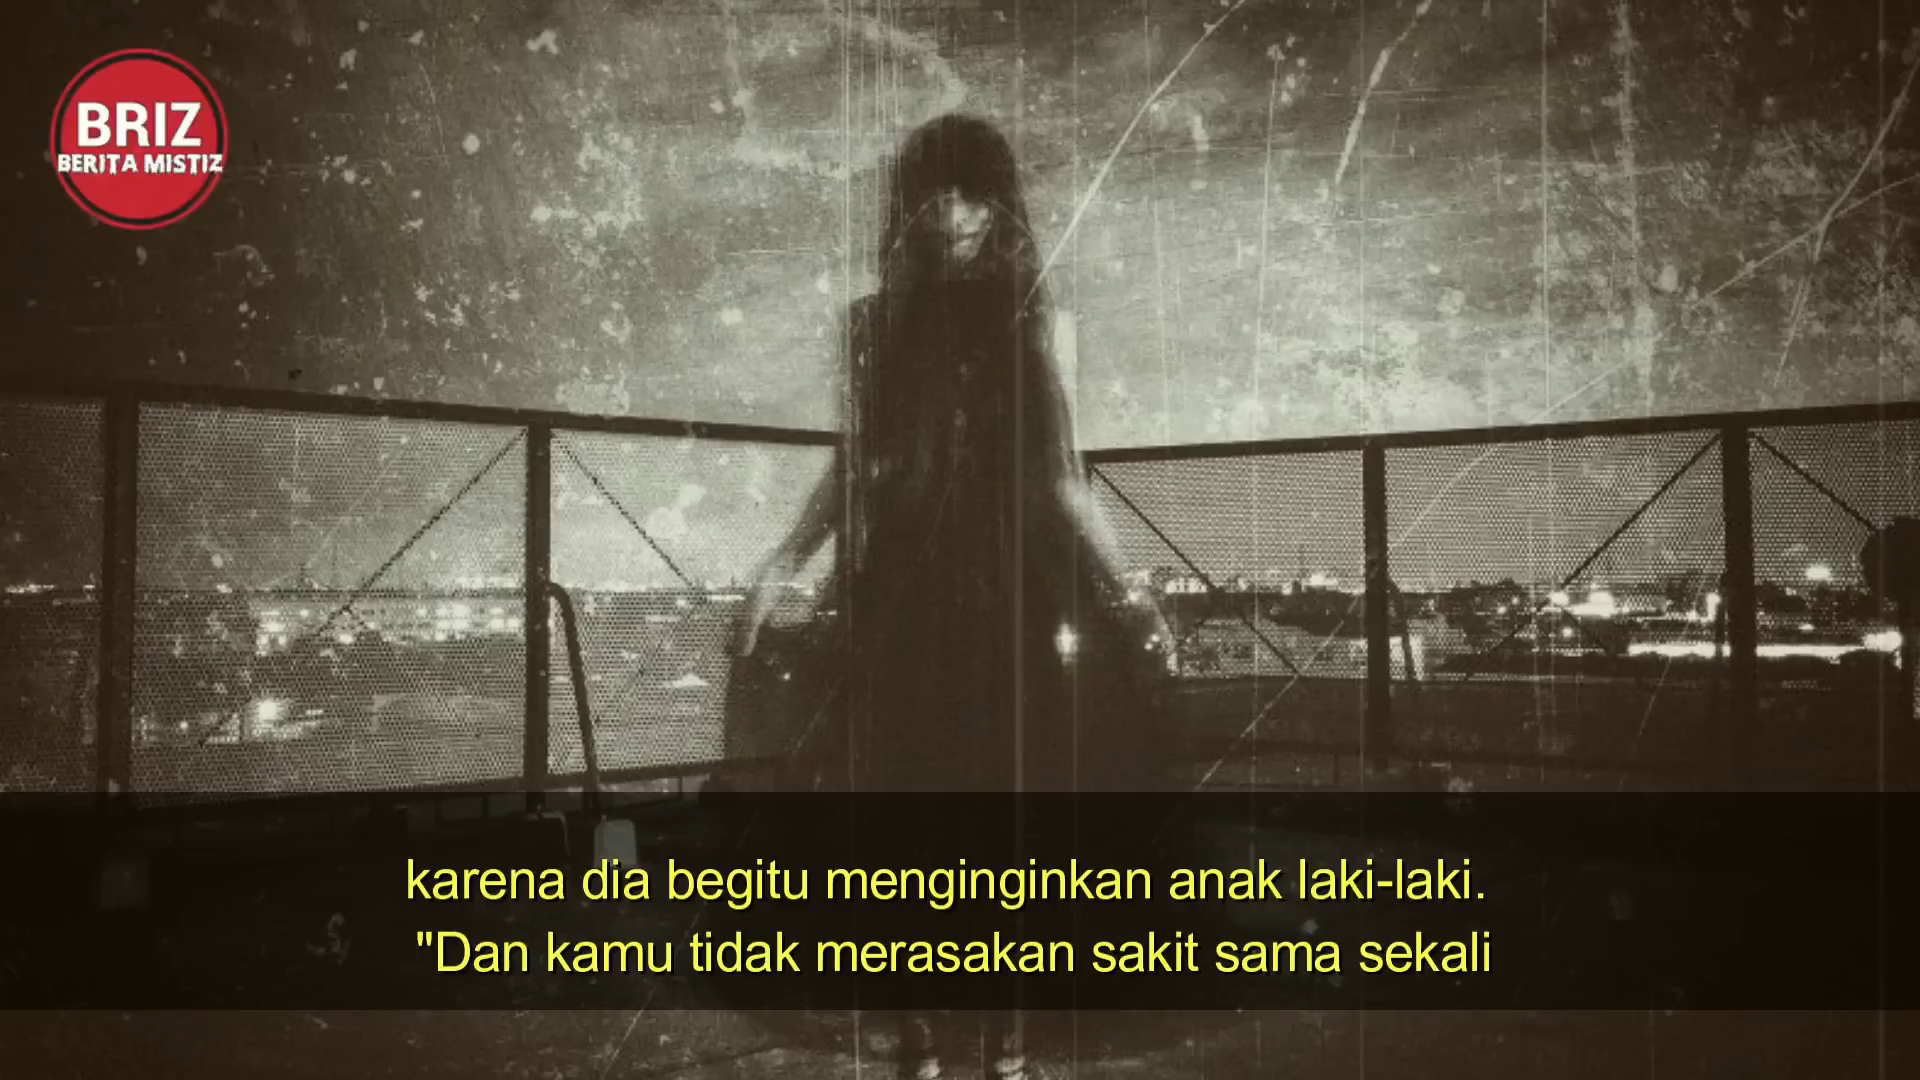 BRIZ
BERITA MISTIZ
karena dia begitu menginginkan anak laki-laki.
"Dan kamu tidak merasakan sakit sama sekali